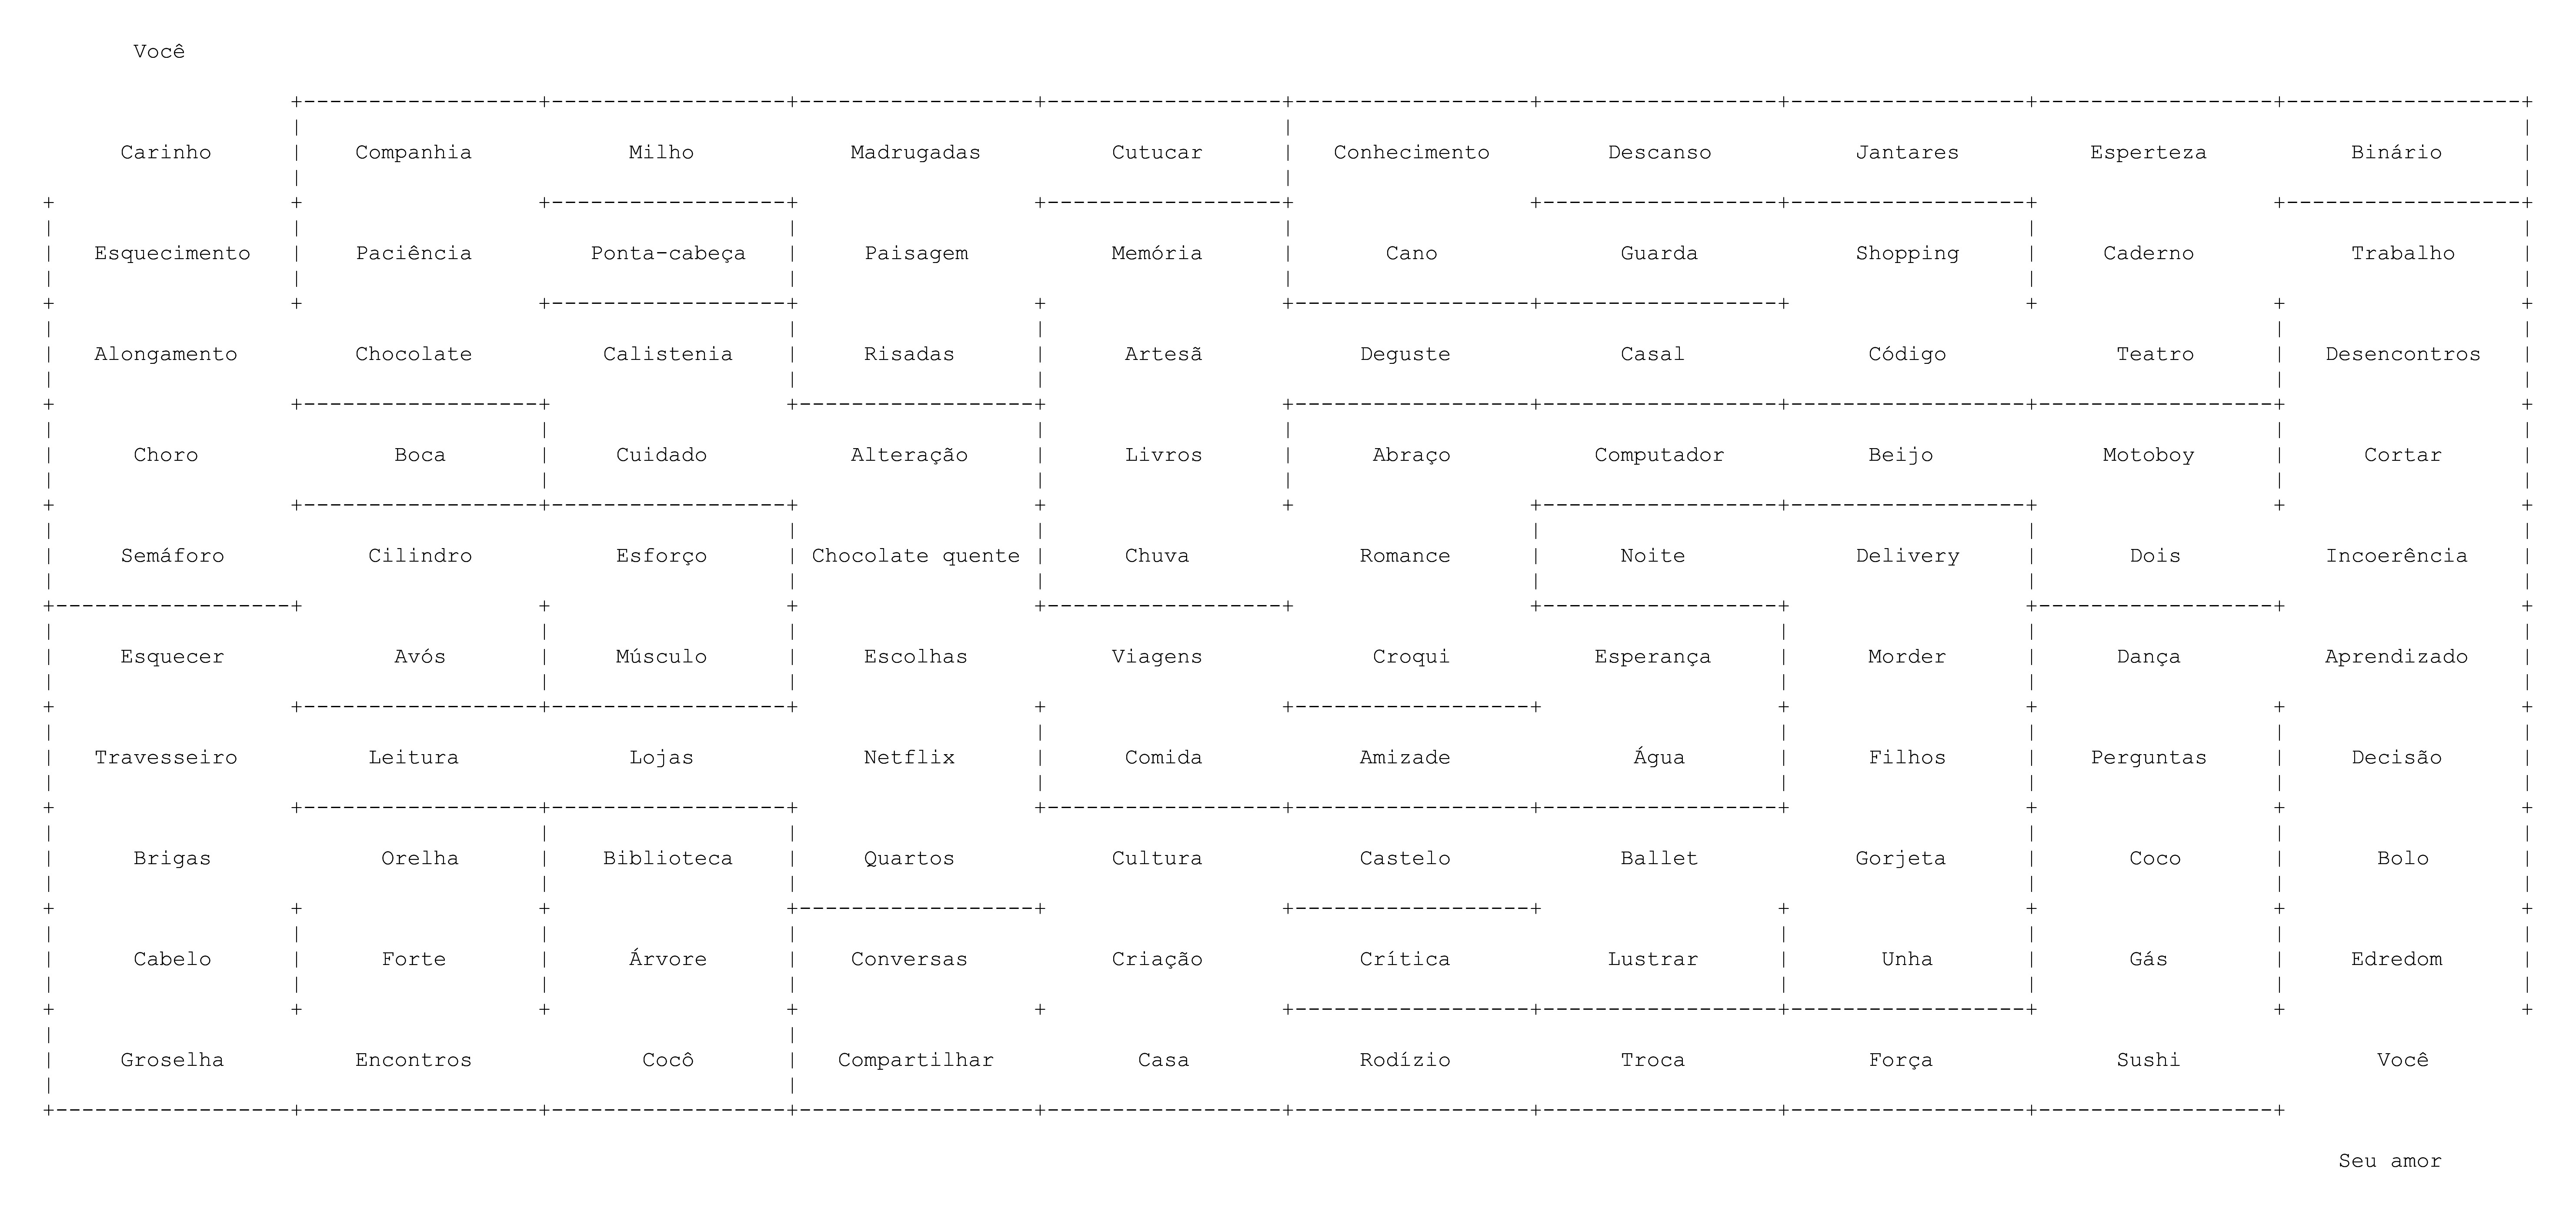 Você
Carinho Companhia Milho Madrugadas Cutucar Conhecimento Descanso Jantares Esperteza Binário
Esquecimento Paciência Ponta-cabeça Paisagem Memória Cano Guarda Shopping Caderno Trabalho
Alongamento Chocolate Calistenia Risadas Artesã Deguste Casal Código Teatro Desencontros
Choro Boca Cuidado Alteração Livros Abraço Computador Beijo Motoboy Cortar
Semáforo Cilindro Esforço Chocolate quente Chuva Romance Noite Delivery Dois Incoerência
Esquecer Avós Músculo Escolhas Viagens Croqui Esperança Morder Dança Aprendizado
Travesseiro Leitura Lojas Netflix Comida Amizade Água Filhos Perguntas Decisão
Brigas Orelha Biblioteca Quartos Cultura Castelo Ballet Gorjeta Coco Bolo
Cabelo Forte Árvore Conversas Criação Crítica Lustrar Unha Gás Edredom
Groselha Encontros Cocô Compartilhar Casa Rodízio Troca Força Sushi Você
Seu amor